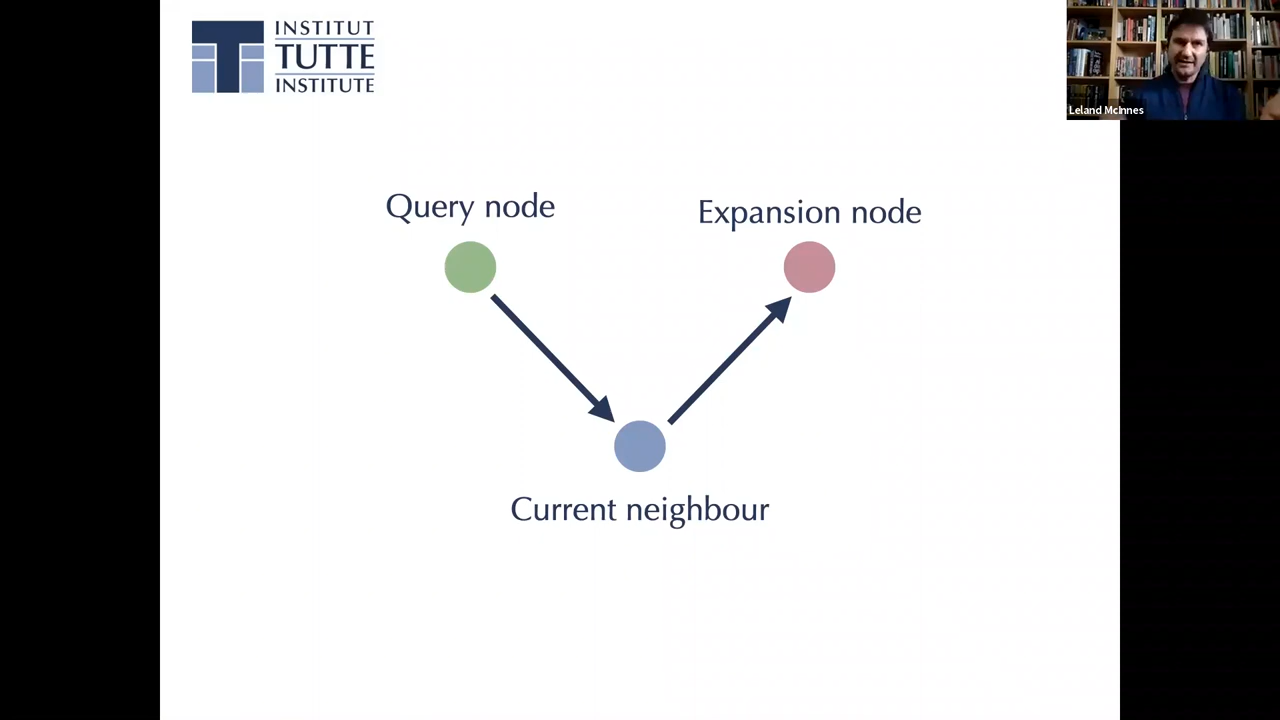 INSTITUT
TUTTE
INSTITUTE
Leland McInnes
Query node
Expansion node
Current neighbour